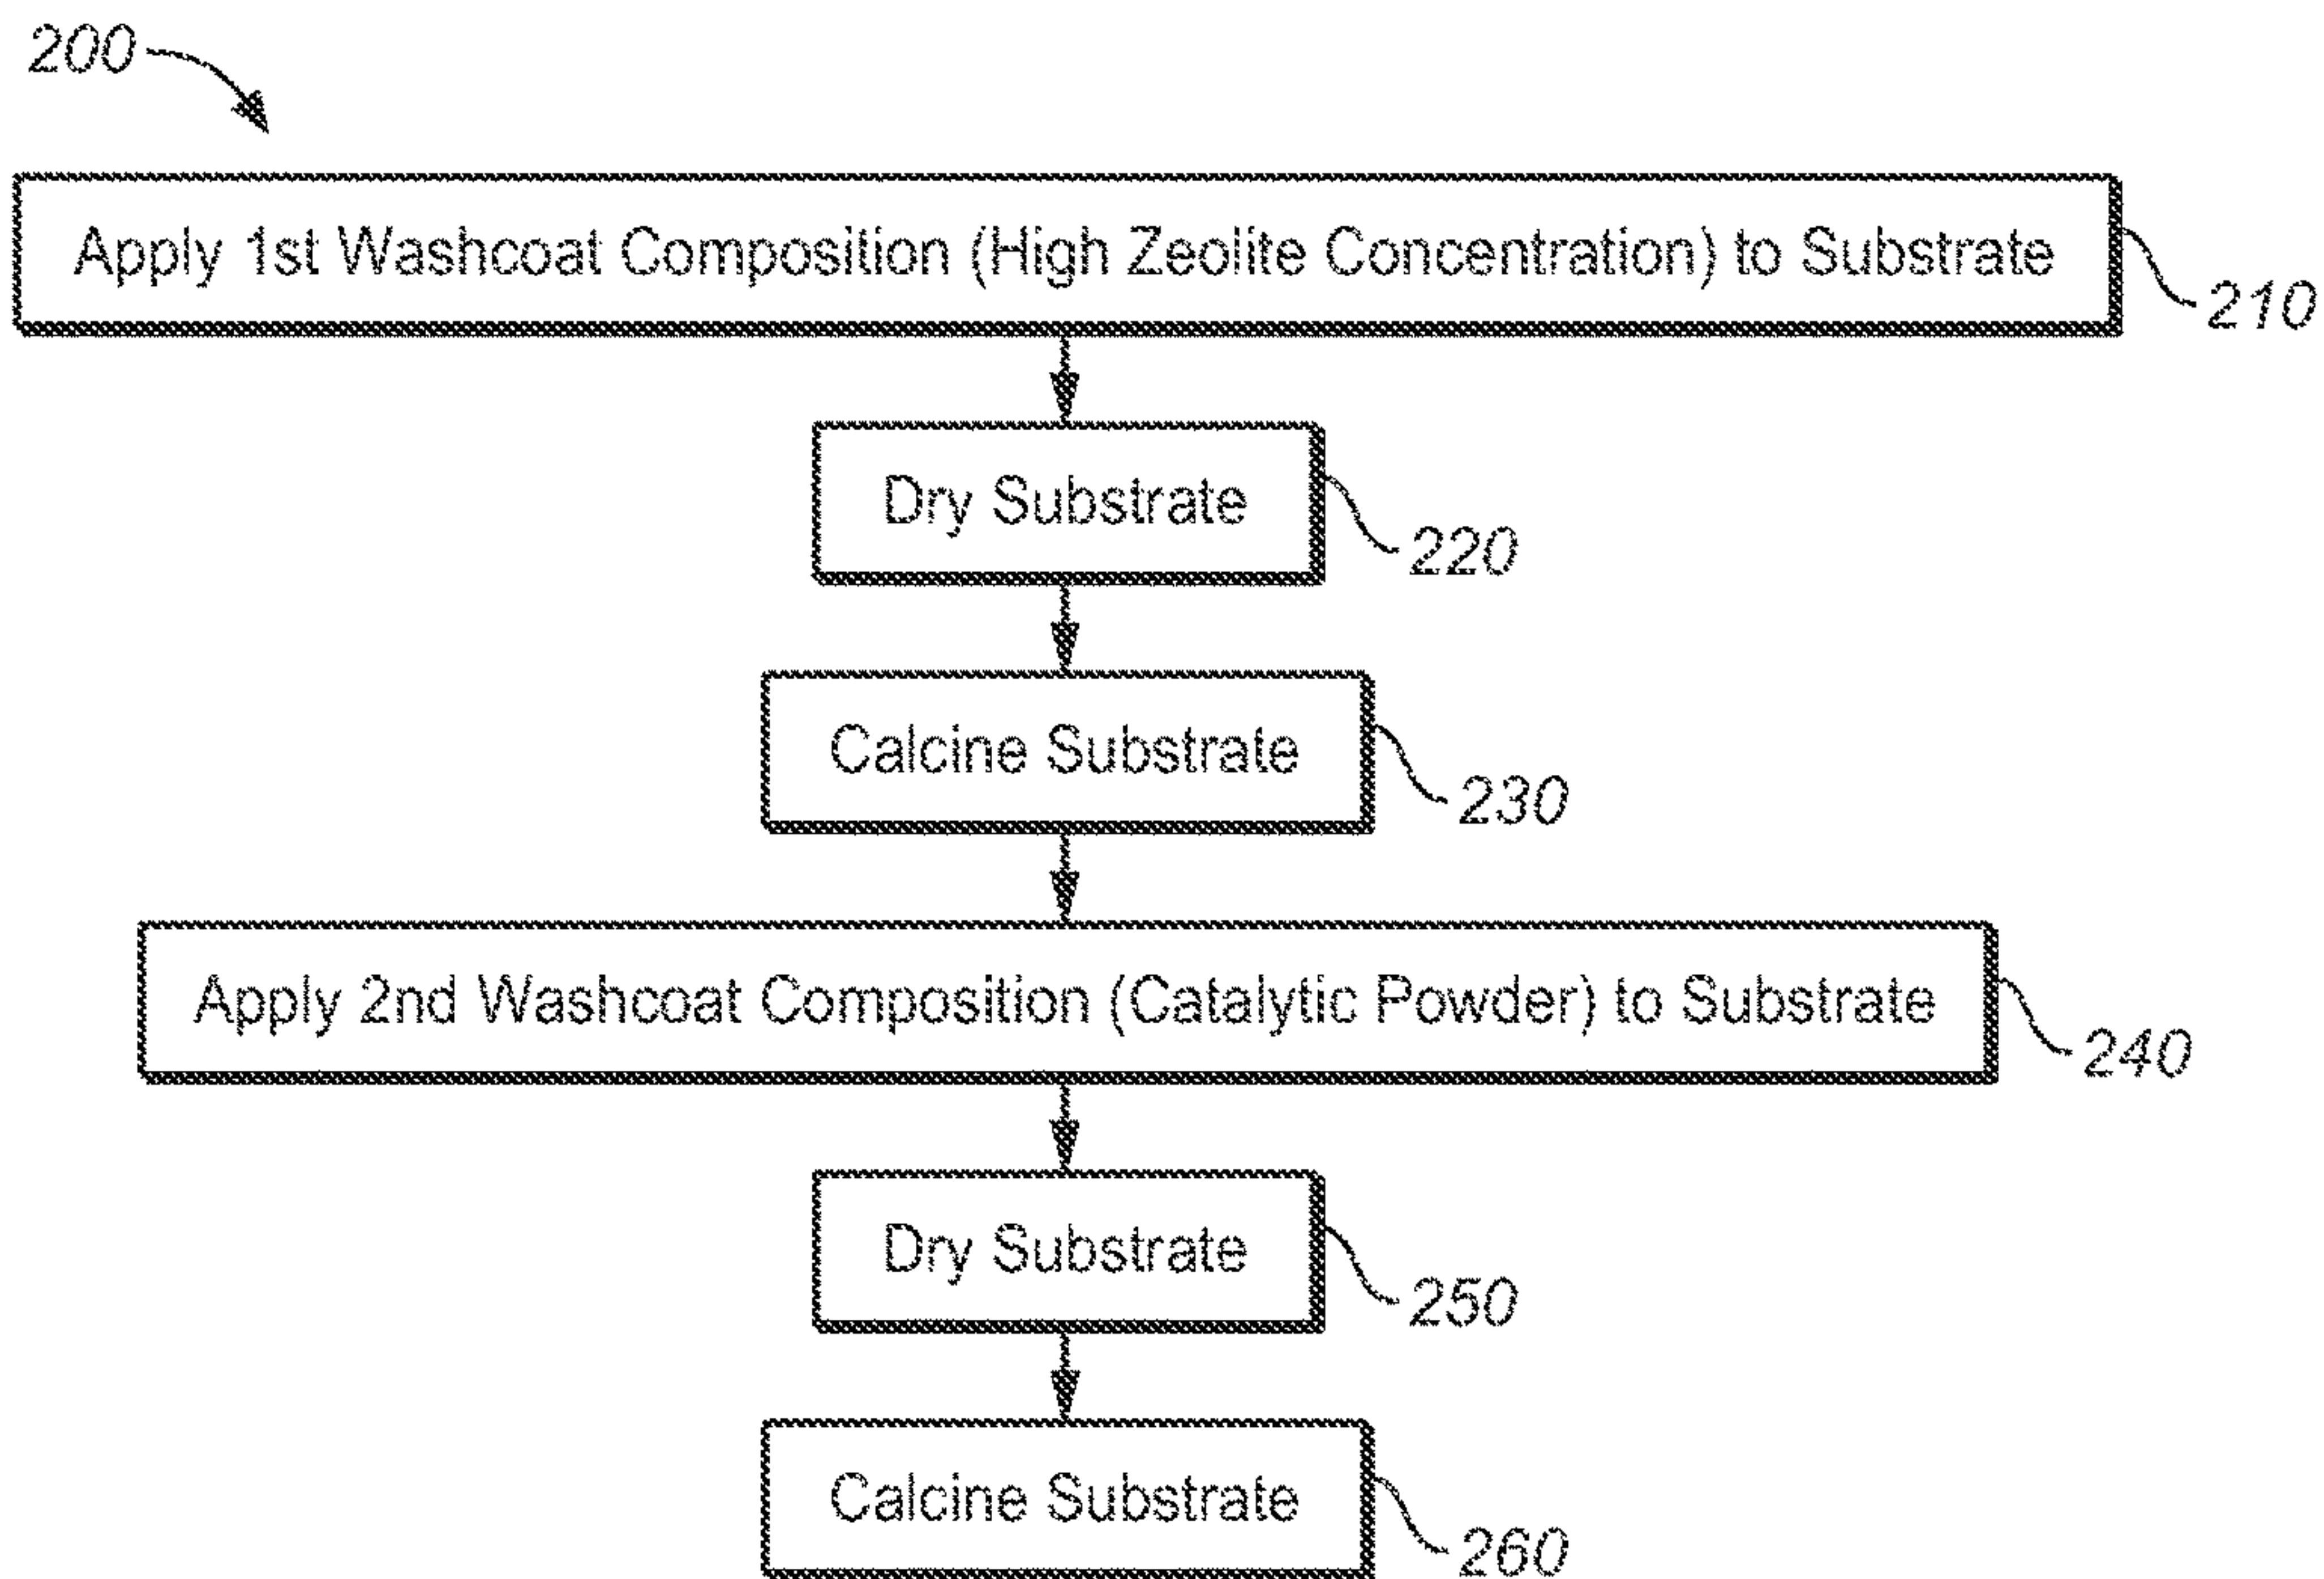 200
Apply 1st Washcoat Composition (High Zeolite Concentration) to Substrate
210
Dry Substrate
220
Calcine Substrate
230
Apply 2nd Washcoat Composition (Catalytic Powder) to Substrate
240
Dry Substrate
250
Calcine Substrate
260